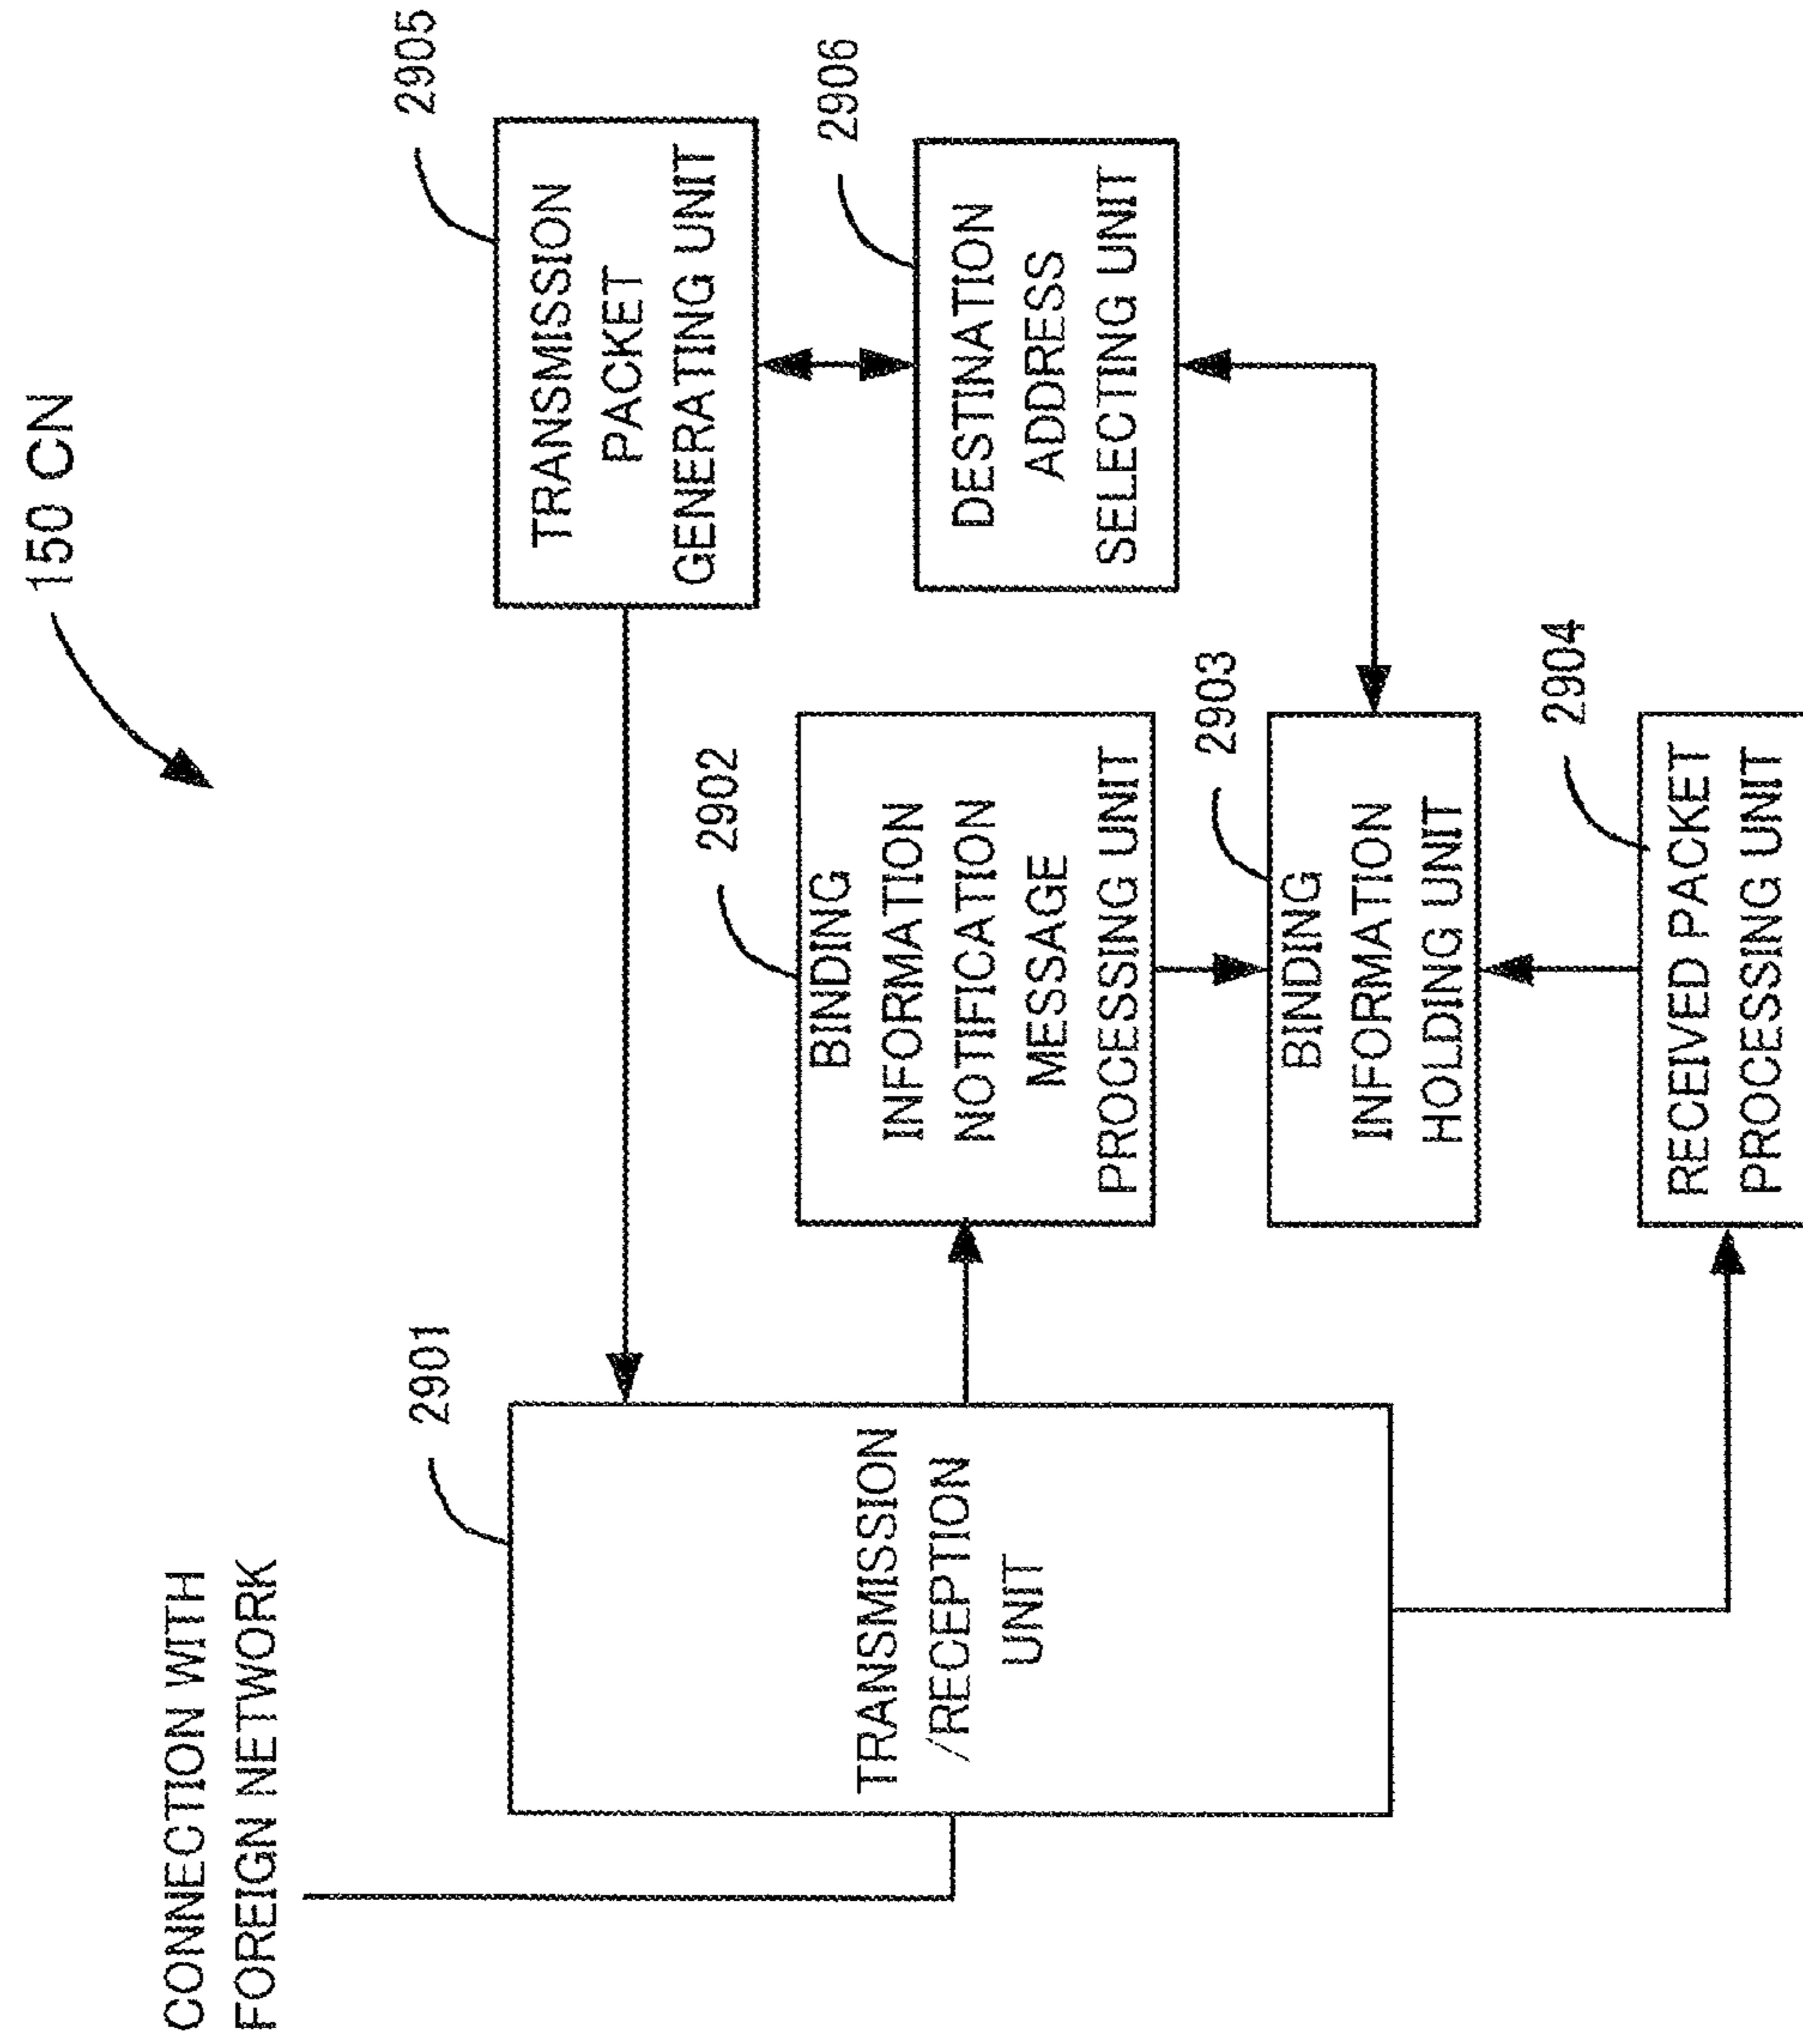 150 CN
CONNECTION WITH
FOREIGN NETWORK
2901
TRANSMISSION
/RECEPTION
UNIT
2902
BINDING
INFORMATION
NOTIFICATION
MESSAGE
PROCESSING UNIT
2903
BINDING
INFORMATION
HOLDING UNIT
2904
RECEIVED PACKET
PROCESSING UNIT
2905
TRANSMISSION
PACKET
GENERATING UNIT
2906
DESTINATION
ADDRESS
SELECTING UNIT